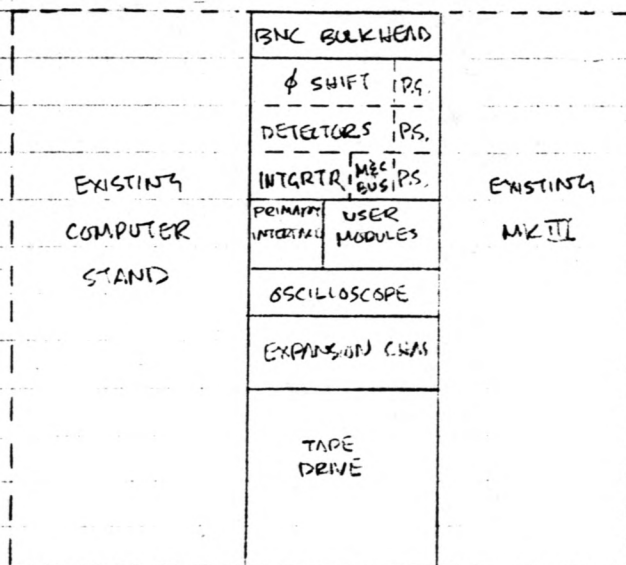 BNC BULKHEAD
ϕ SHIFT P.S.
DETECTORS P.S.
INTGRTR M&C BUS P.S.
PRIMARY INTERFACE
USER MODULES
OSCILLOSCOPE
EXPANSION CHAS
TAPE
DRIVE
EXISTING
COMPUTER
STAND
EXISTING
MK III